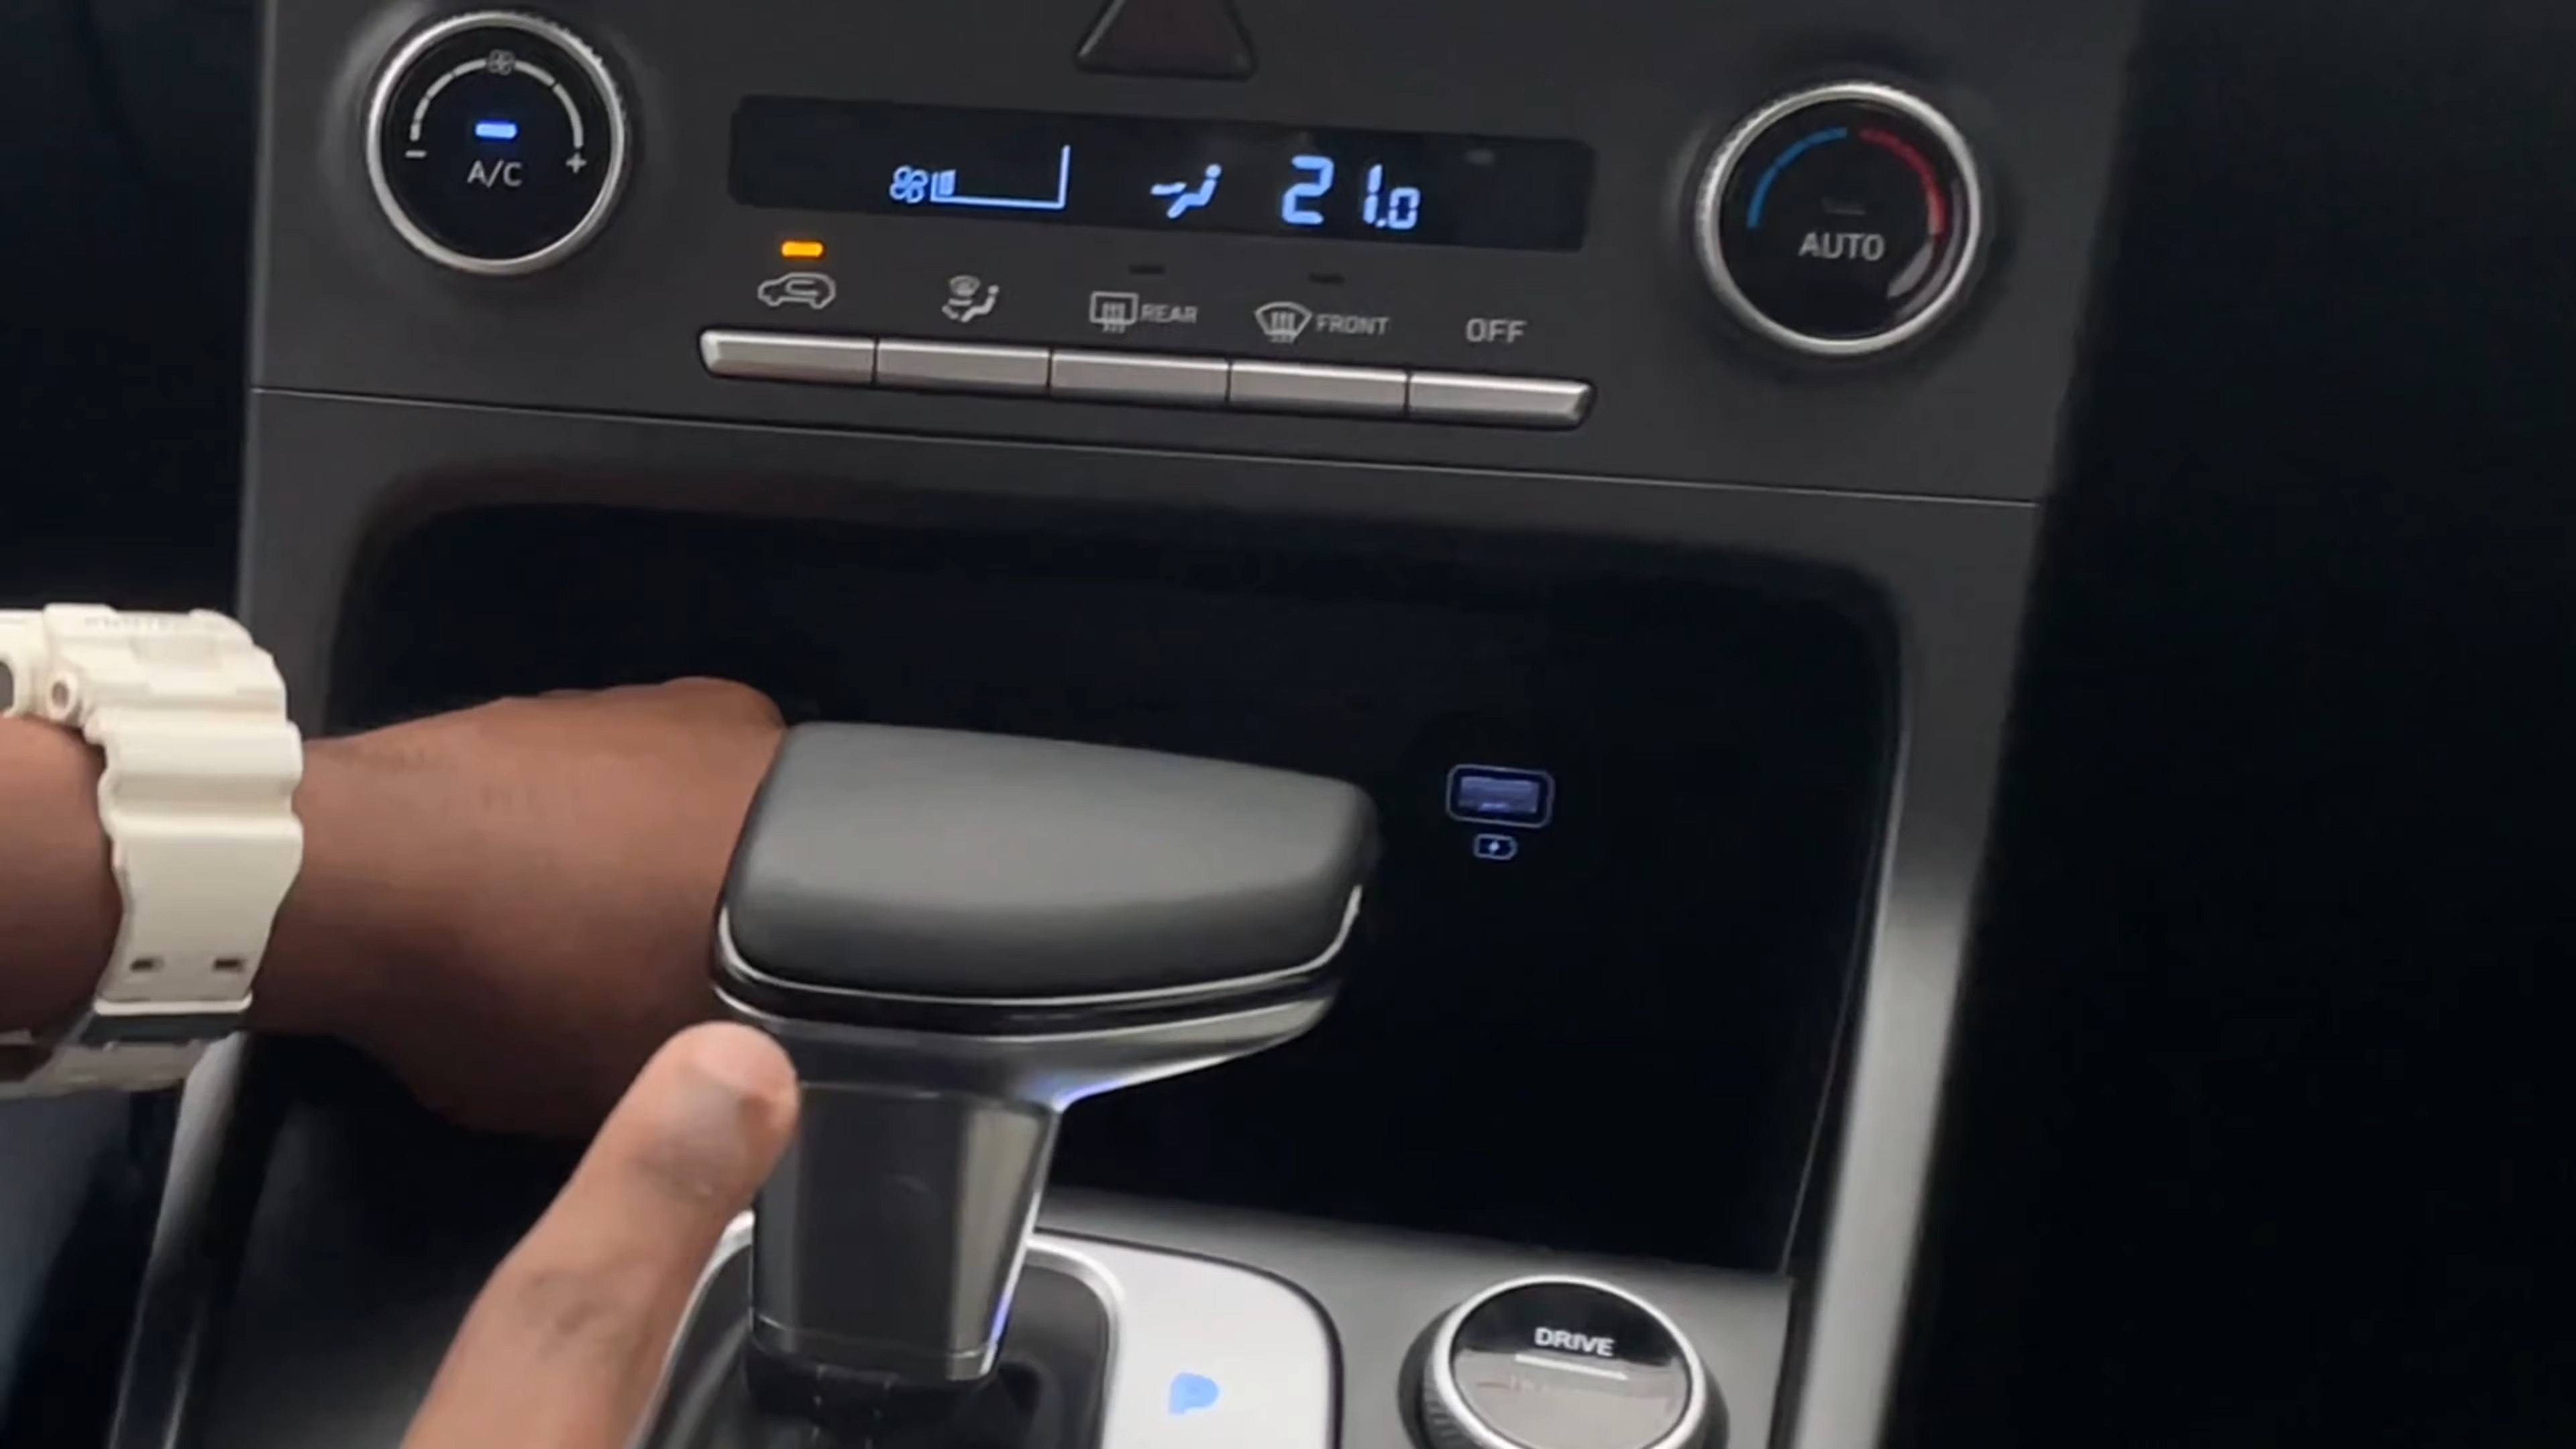 A/C
- +
21.0
AUTO
REAR
FRONT
OFF
DRIVE
P